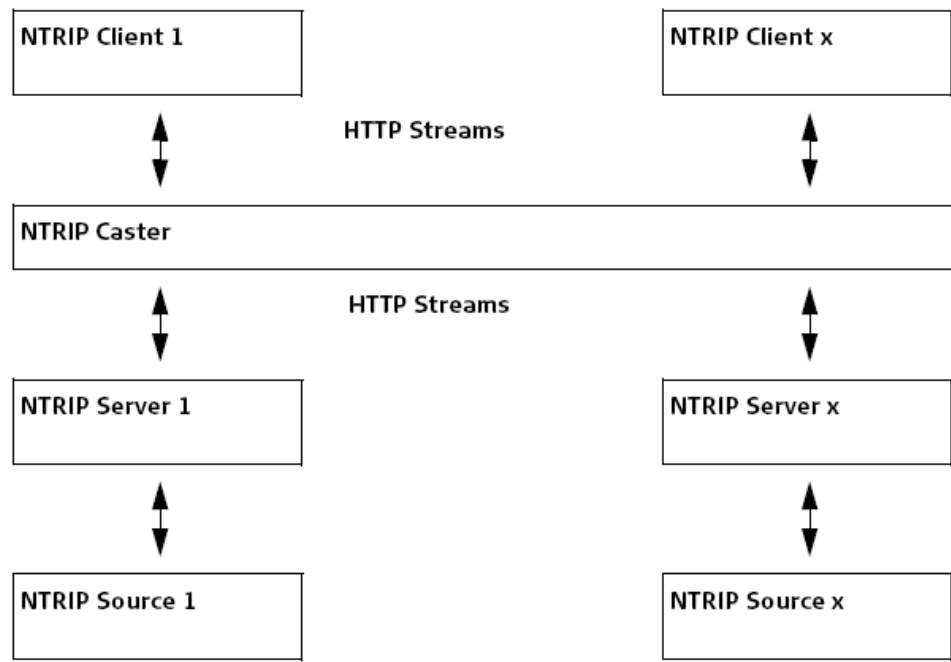 NTRIP Client 1
NTRIP Client x
HTTP Streams
NTRIP Caster
HTTP Streams
NTRIP Server 1
NTRIP Server x
NTRIP Source 1
NTRIP Source x